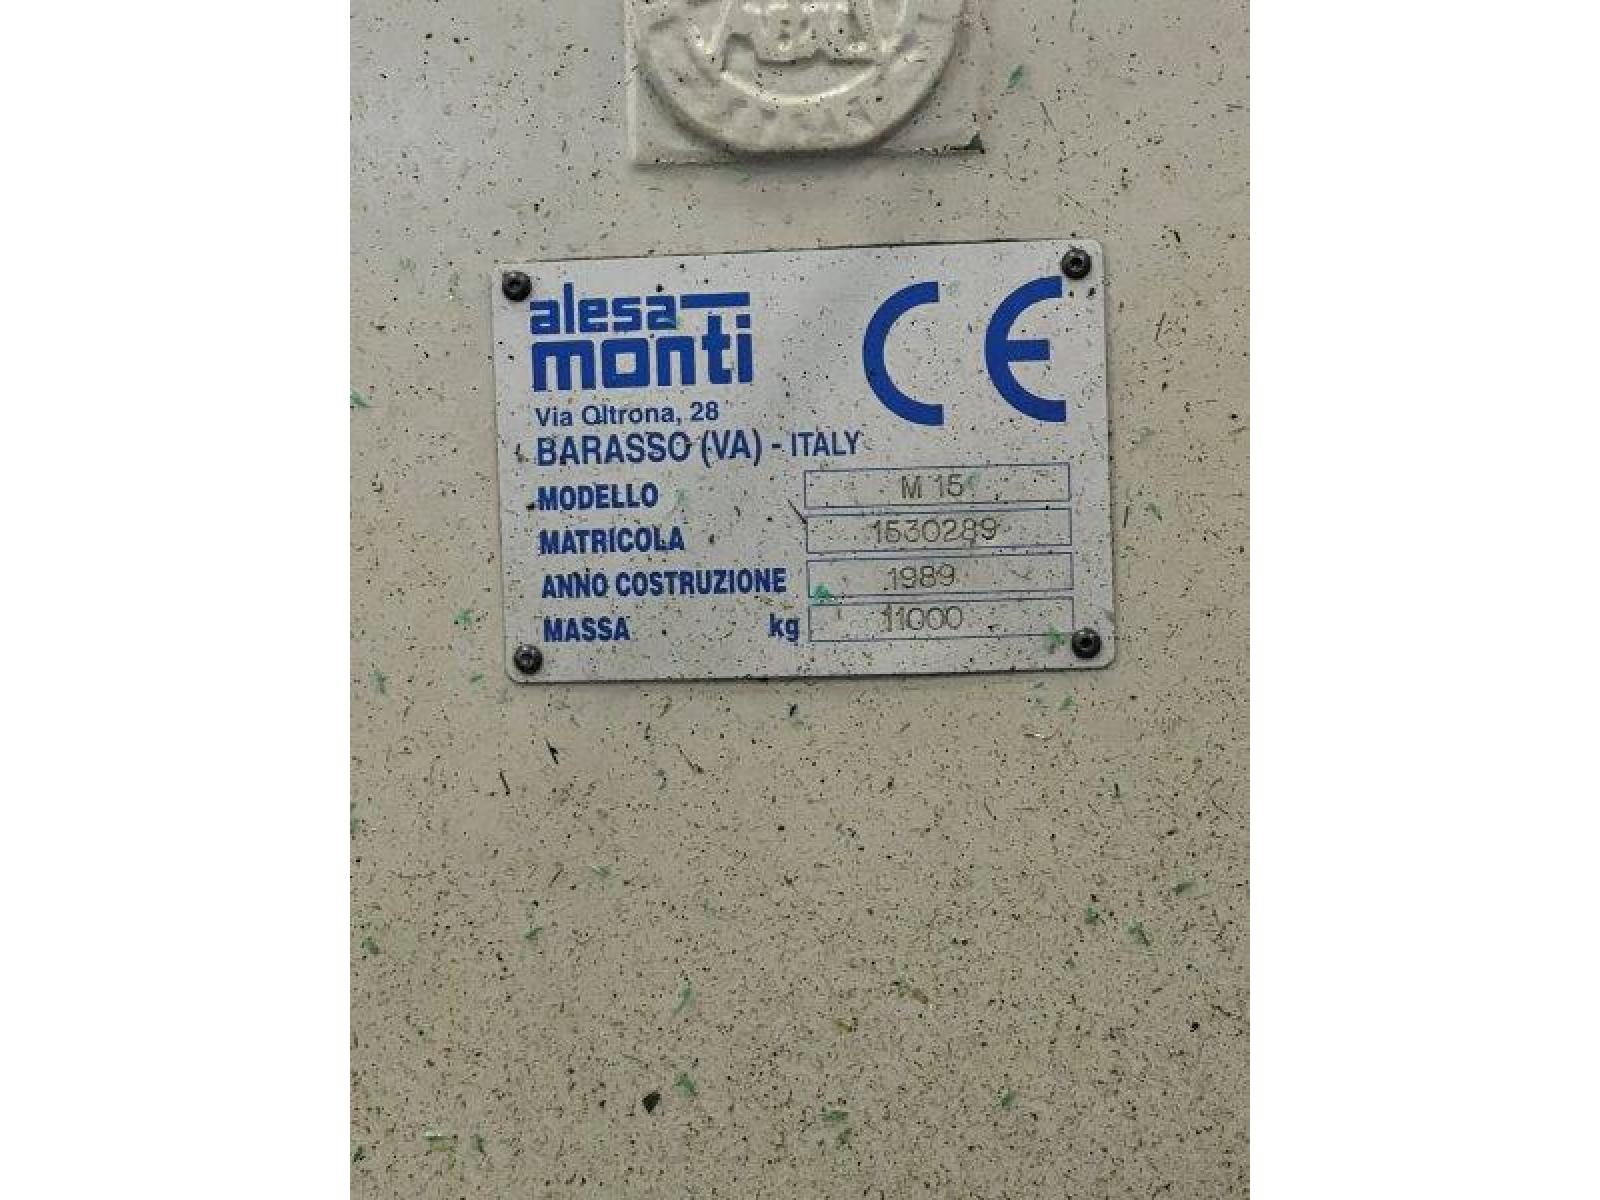 alesa
monti
CE
Via Oltrona, 28
BARASSO (VA) - ITALY
MODELLO M 15
MATRICOLA 1530289
ANNO COSTRUZIONE 1989
MASSA kg 11000